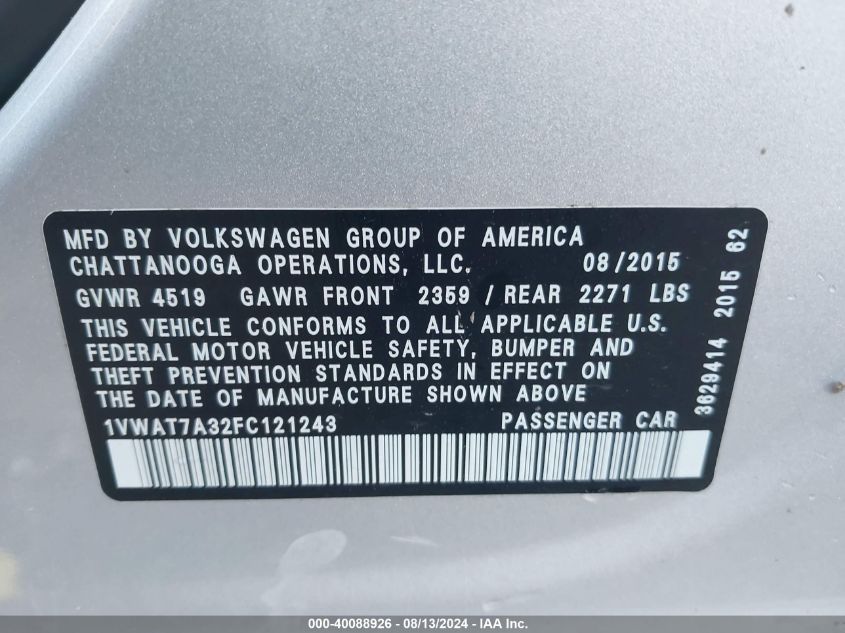 MFD BY VOLKSWAGEN GROUP OF AMERICA
CHATTANOOGA OPERATIONS, LLC. 08/2015
GVWR 4519 GAWR FRONT 2359 / REAR 2271 LBS
THIS VEHICLE CONFORMS TO ALL APPLICABLE U.S.
FEDERAL MOTOR VEHICLE SAFETY, BUMPER AND
THEFT PREVENTION STANDARDS IN EFFECT ON
THE DATE OF MANUFACTURE SHOWN ABOVE
1VWAT7A32FC121243 PASSENGER CAR
3629414 2015 62
000-40088926 - 08/13/2024 - IAA Inc.